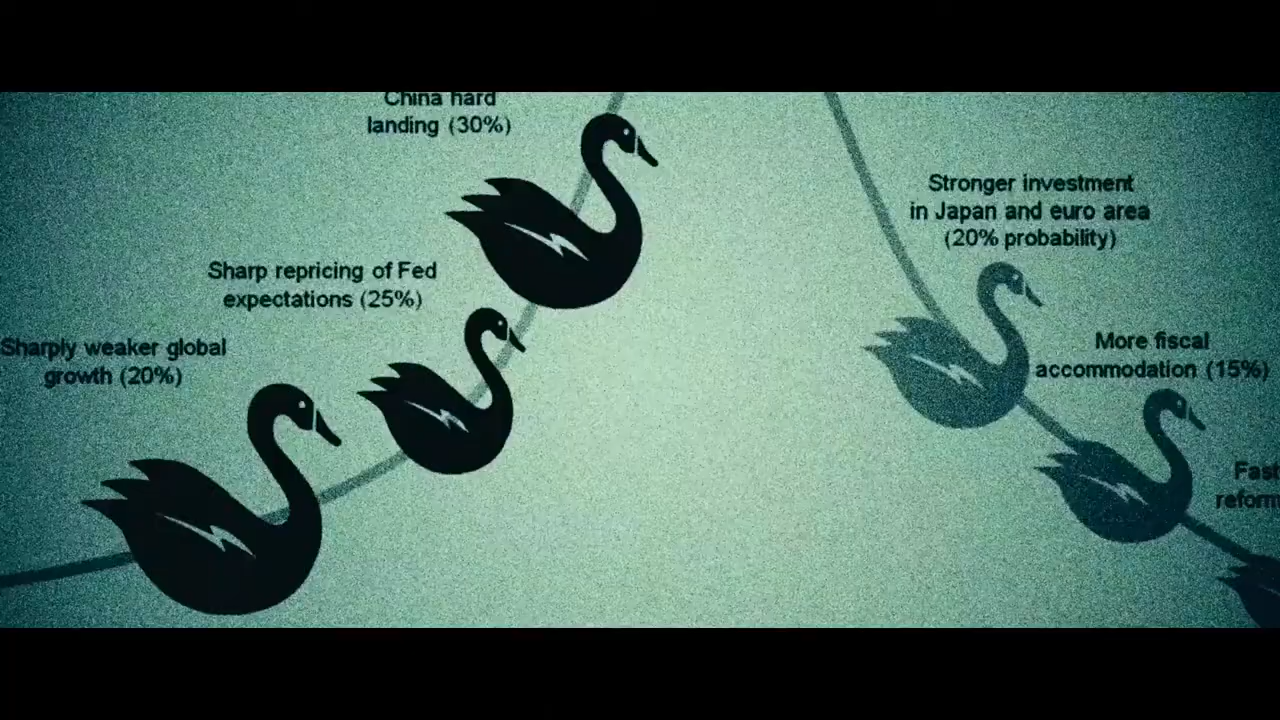 China hard
landing (30%)
Stronger investment
in Japan and euro area
(20% probability)
Sharp repricing of Fed
expectations (25%)
Sharply weaker global
growth (20%)
More fiscal
accommodation (15%)